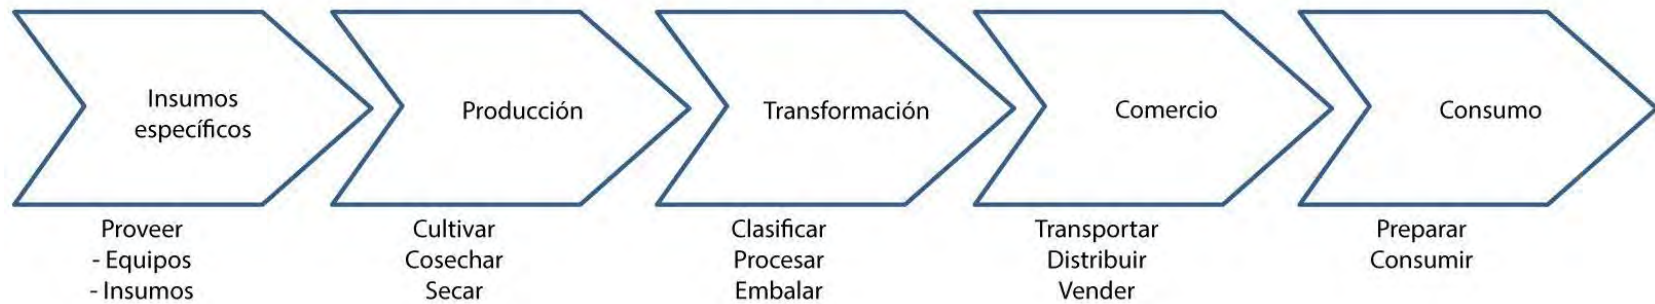 Insumos
específicos
Producción
Transformación
Comercio
Consumo
Proveer
- Equipos
- Insumos
Cultivar
Cosechar
Secar
Clasificar
Procesar
Embalar
Transportar
Distribuir
Vender
Preparar
Consumir